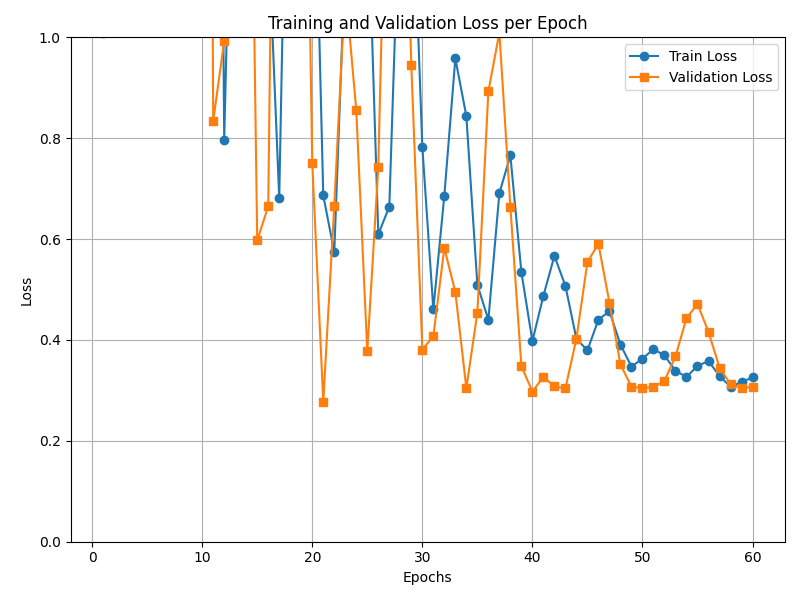 Training and Validation Loss per Epoch
Train Loss
Validation Loss
1.0
0.8
0.6
0.4
0.2
0.0
Loss
0 10 20 30 40 50 60
Epochs